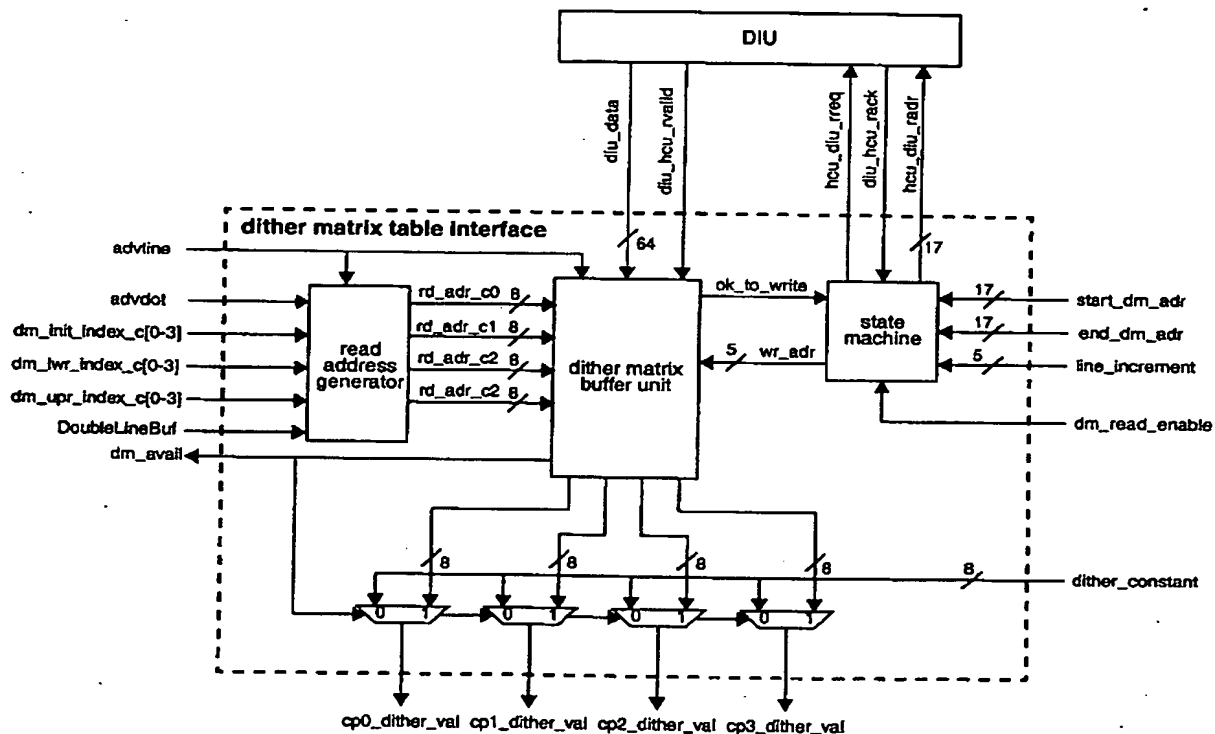 DIU
diu_data
diu_hcu_rvalid
hcu_diu_rreq
diu_hcu_rack
hcu_diu_radr
dither matrix table interface
64
17
advline
advdot
dm_init_index_c[0-3]
dm_lwr_index_c[0-3]
dm_upr_index_c[0-3]
DoubleLineBuf
dm_avail
read
address
generator
rd_adr_c0 8
rd_adr_c1 8
rd_adr_c2 8
rd_adr_c2 8
dither matrix
buffer unit
ok_to_write
5 wr_adr
state
machine
17 start_dm_adr
17 end_dm_adr
5 line_increment
dm_read_enable
8 8 8 8
8 dither_constant
0 1 0 1 0 1 0 1
cp0_dither_val cp1_dither_val cp2_dither_val cp3_dither_val